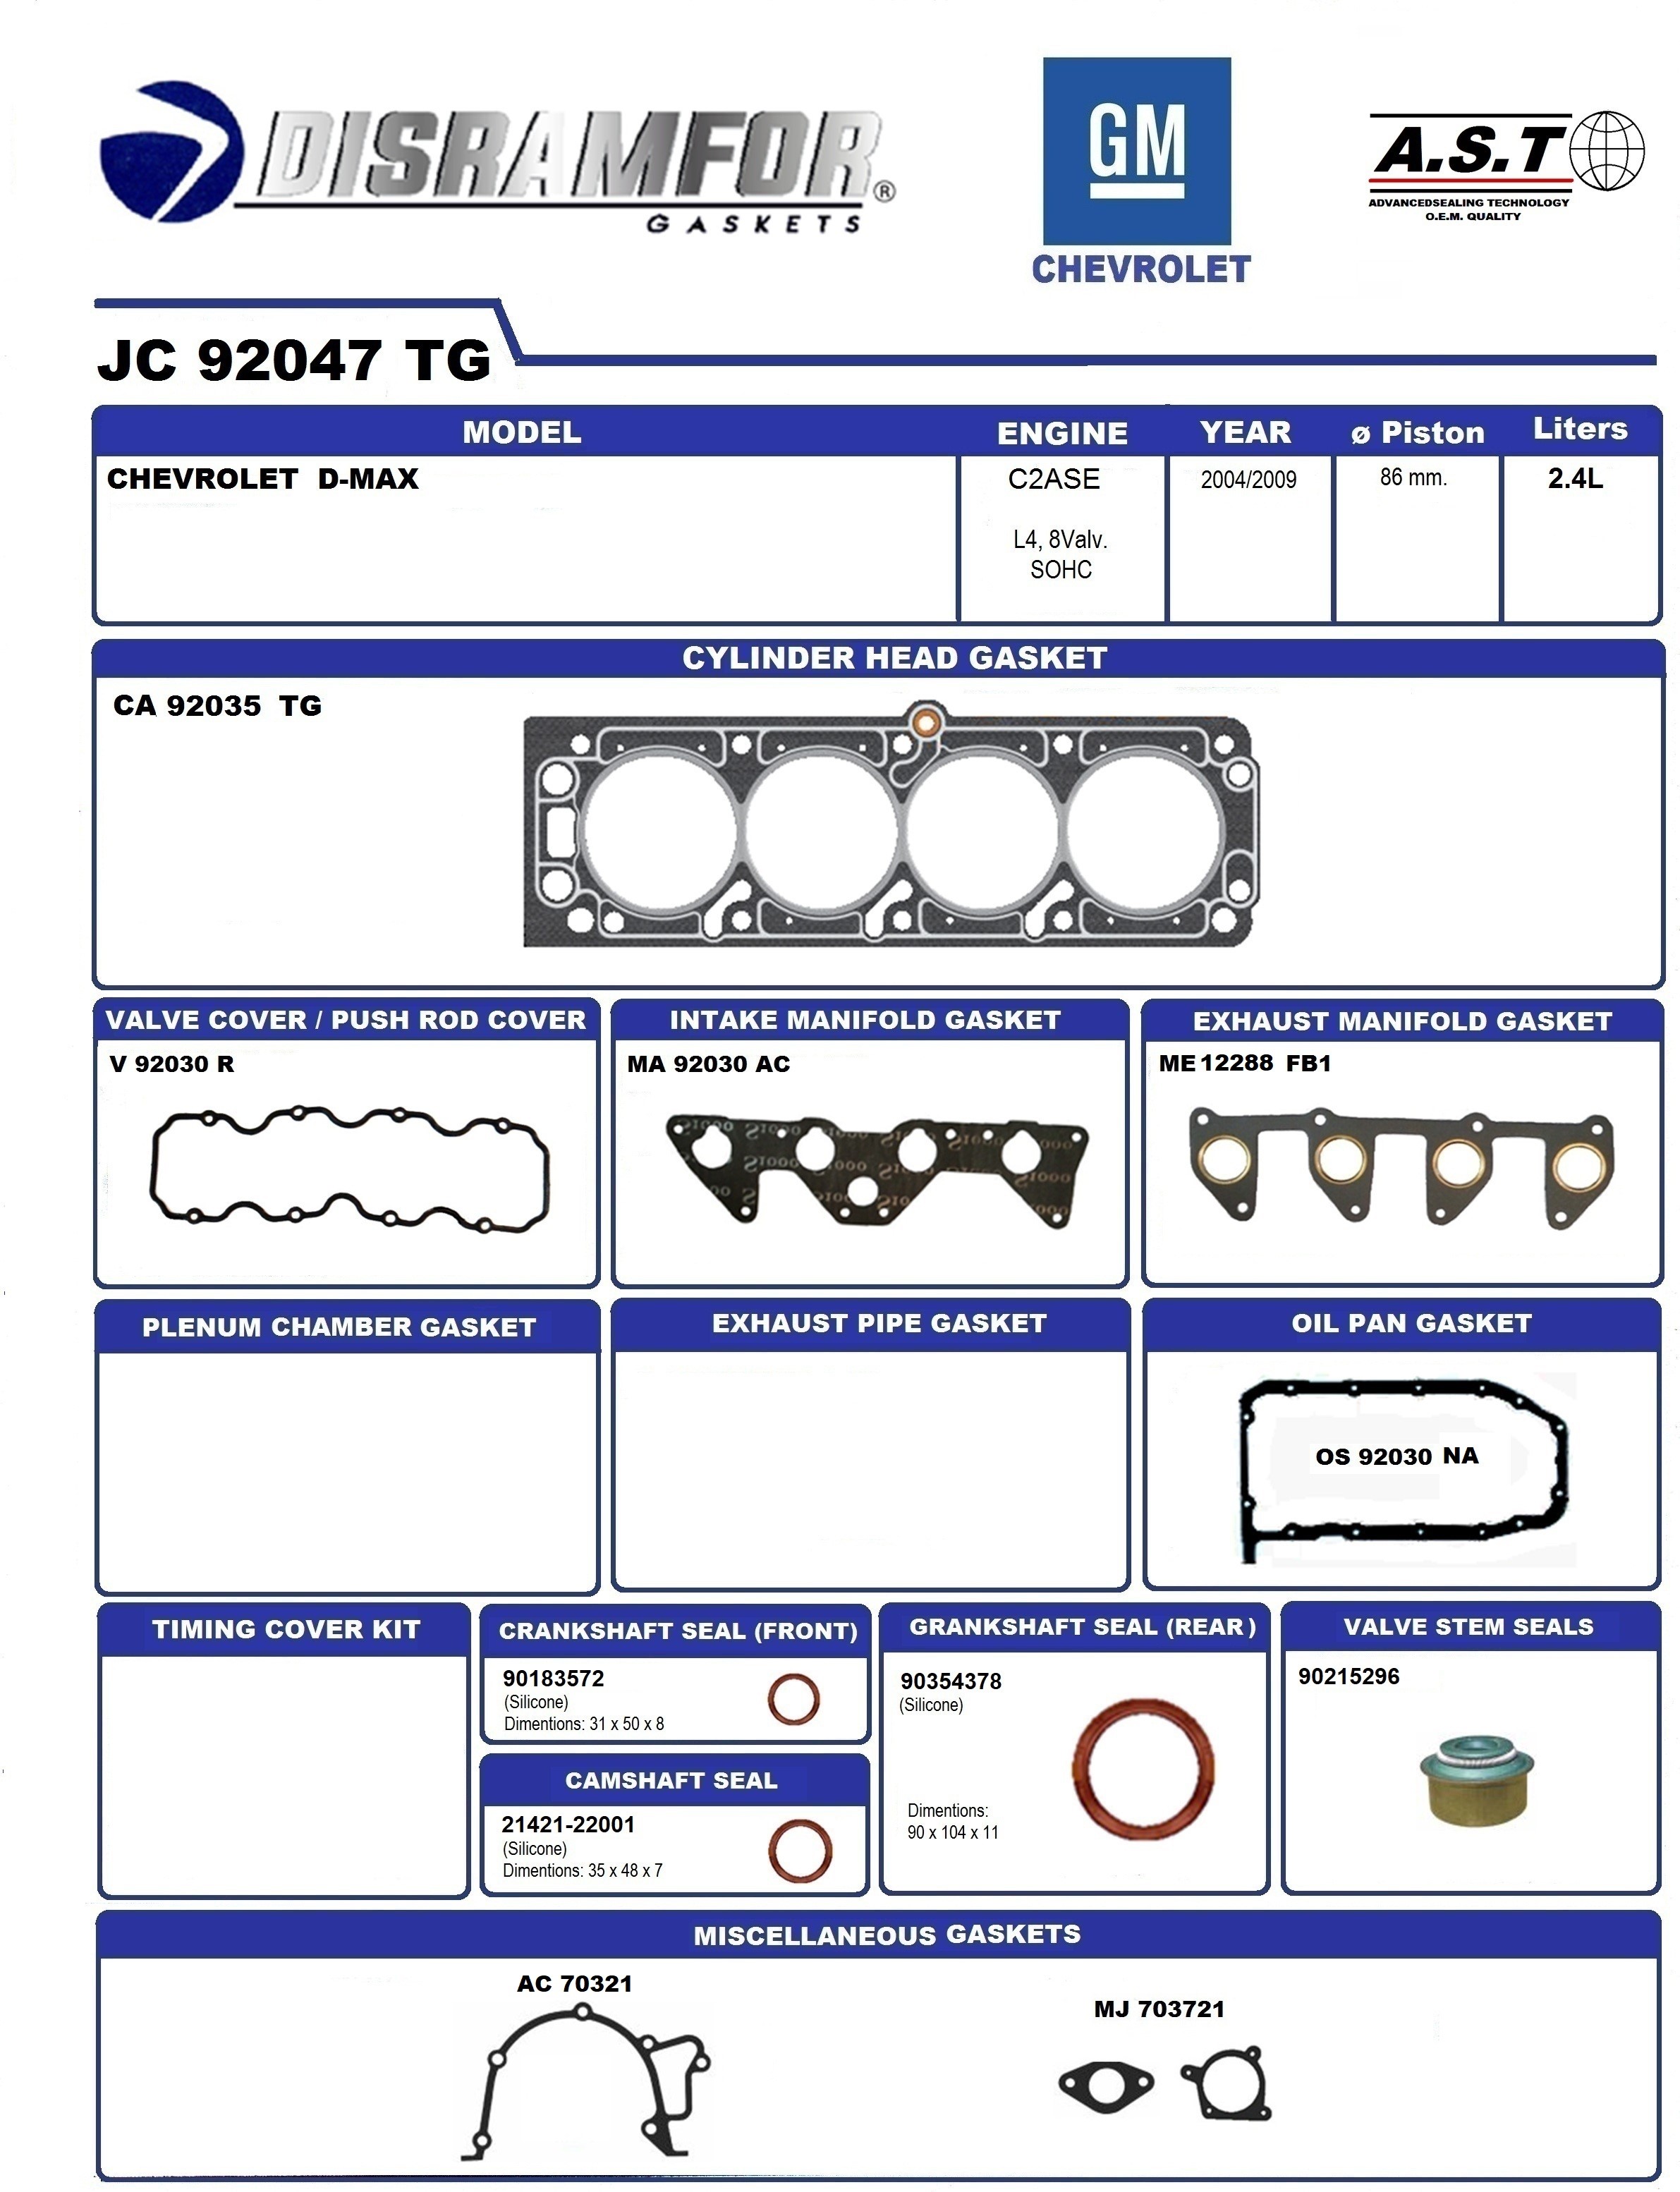 DISRAMFOR®
GASKETS
GM
CHEVROLET
A.S.T
ADVANCEDSEALING TECHNOLOGY
O.E.M. QUALITY
JC 92047 TG
MODEL ENGINE YEAR ø Piston Liters
CHEVROLET D-MAX C2ASE 2004/2009 86 mm. 2.4L
L4, 8Valv.
SOHC
CYLINDER HEAD GASKET
CA 92035 TG
VALVE COVER / PUSH ROD COVER
V 92030 R
INTAKE MANIFOLD GASKET
MA 92030 AC
EXHAUST MANIFOLD GASKET
ME 12288 FB1
PLENUM CHAMBER GASKET
EXHAUST PIPE GASKET
OIL PAN GASKET
OS 92030 NA
TIMING COVER KIT
CRANKSHAFT SEAL (FRONT)
90183572
(Silicone)
Dimentions: 31 x 50 x 8
CAMSHAFT SEAL
21421-22001
(Silicone)
Dimentions: 35 x 48 x 7
GRANKSHAFT SEAL (REAR)
90354378
(Silicone)
Dimentions:
90 x 104 x 11
VALVE STEM SEALS
90215296
MISCELLANEOUS GASKETS
AC 70321
MJ 703721